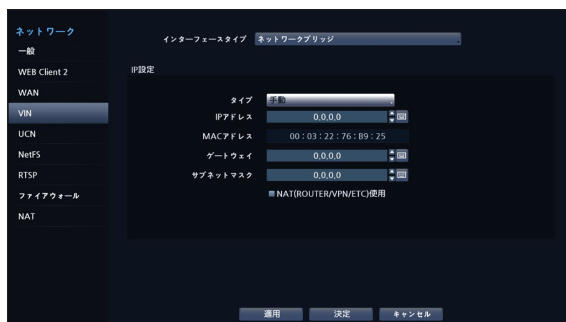 ネットワーク
一般
WEB Client 2
WAN
VIN
UCN
NetFS
RTSP
ファイアウォール
NAT
インターフェースタイプ ネットワークブリッジ
IP設定
タイプ 手動
IPアドレス 0.0.0.0
MACアドレス 00 : 03 : 22 : 76 : B9 : 25
ゲートウェイ 0.0.0.0
サブネットマスク 0.0.0.0
NAT(ROUTER/VPN/ETC)使用
適用 決定 キャンセル